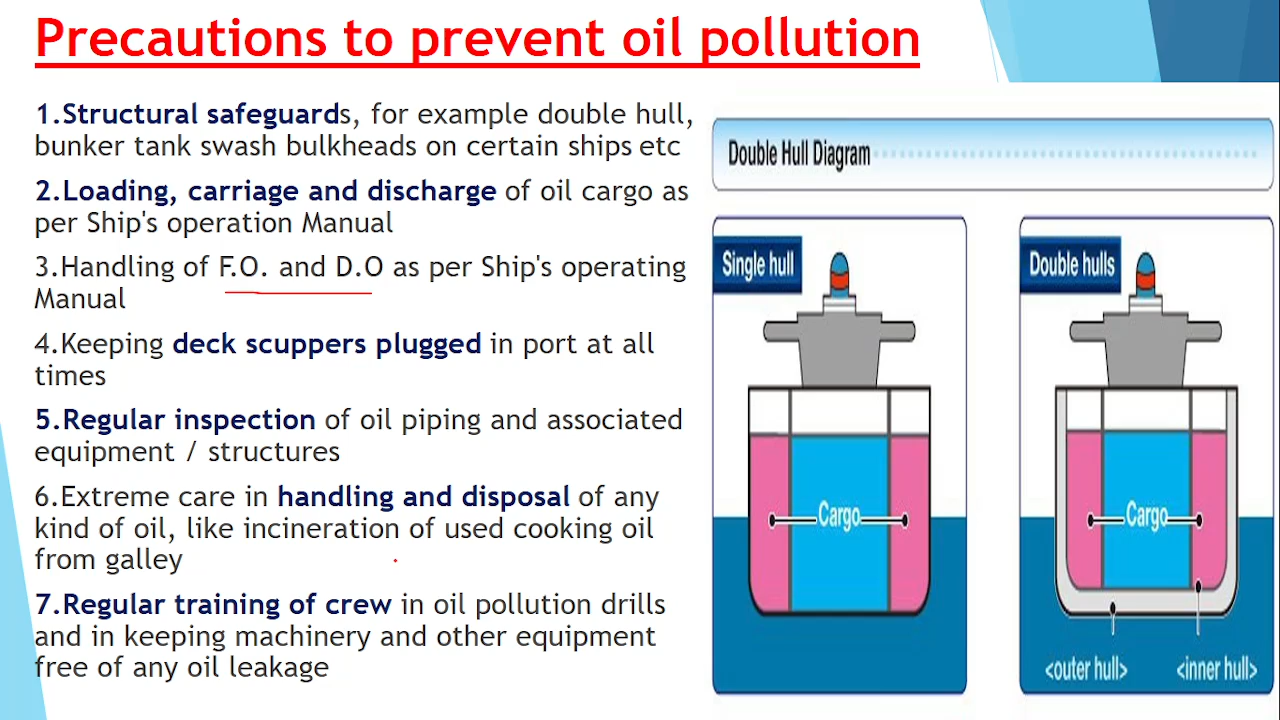 Precautions to prevent oil pollution
1.Structural safeguards, for example double hull,
bunker tank swash bulkheads on certain ships etc
2.Loading, carriage and discharge of oil cargo as
per Ship's operation Manual
3.Handling of F.O. and D.O as per Ship's operating
Manual
4.Keeping deck scuppers plugged in port at all
times
5.Regular inspection of oil piping and associated
equipment / structures
6.Extreme care in handling and disposal of any
kind of oil, like incineration of used cooking oil
from galley
7.Regular training of crew in oil pollution drills
and in keeping machinery and other equipment
free of any oil leakage
Double Hull Diagram
Single hull
Cargo
Double hulls
Cargo
<outer hull>
<inner hull>